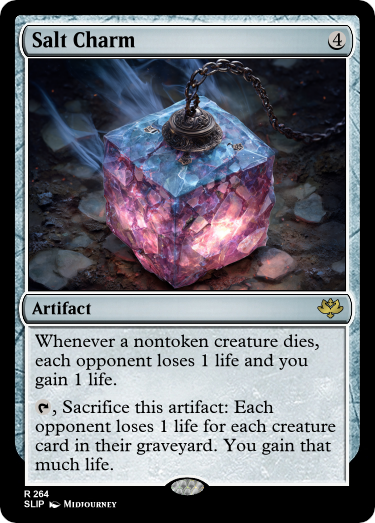 Salt Charm 4
Artifact
Whenever a nontoken creature dies,
each opponent loses 1 life and you
gain 1 life.
, Sacrifice this artifact: Each
opponent loses 1 life for each creature
card in their graveyard. You gain that
much life.
R 264
SLIP Midjourney